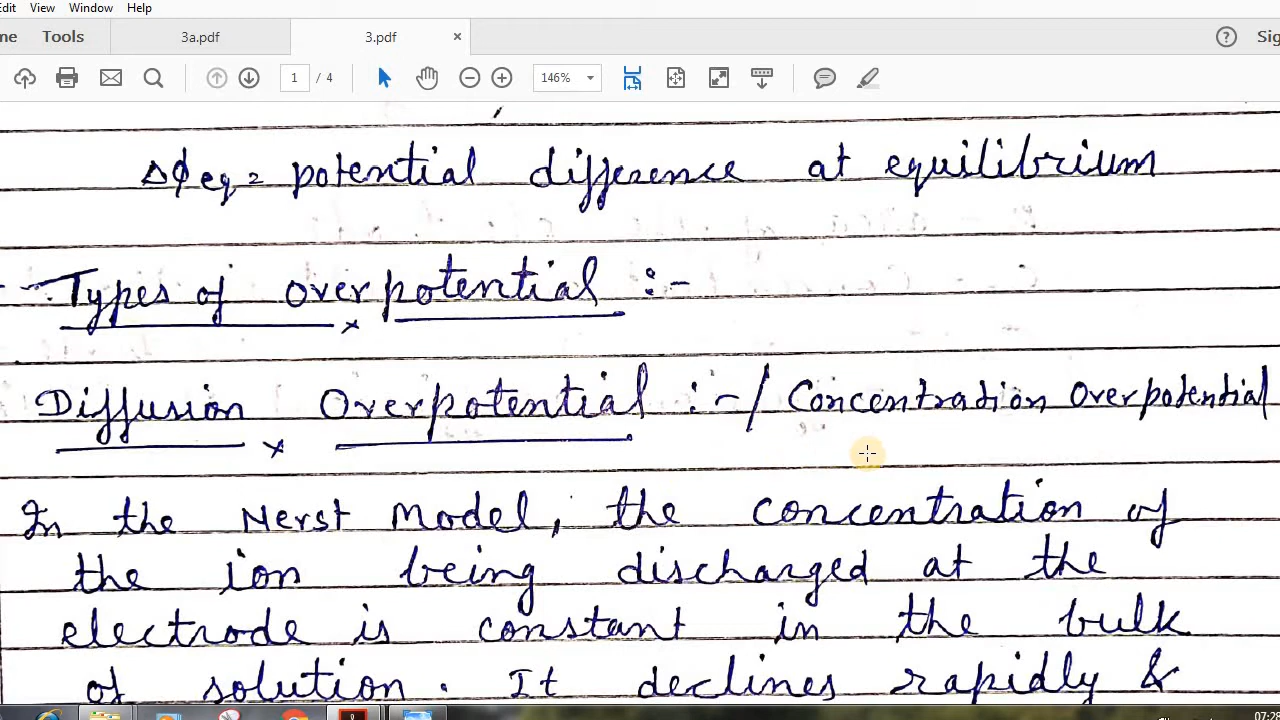 Edit View Window Help
me Tools 3a.pdf 3.pdf × ? Sig
1 / 4 146%
Δϕeq = potential difference at equilibrium
Types of overpotential :-
Diffusion Overpotential :- / Concentration Overpotential
In the Nerst Model, the concentration of
the ion being discharged at the
electrode is constant in the bulk
of solution. It declines rapidly &